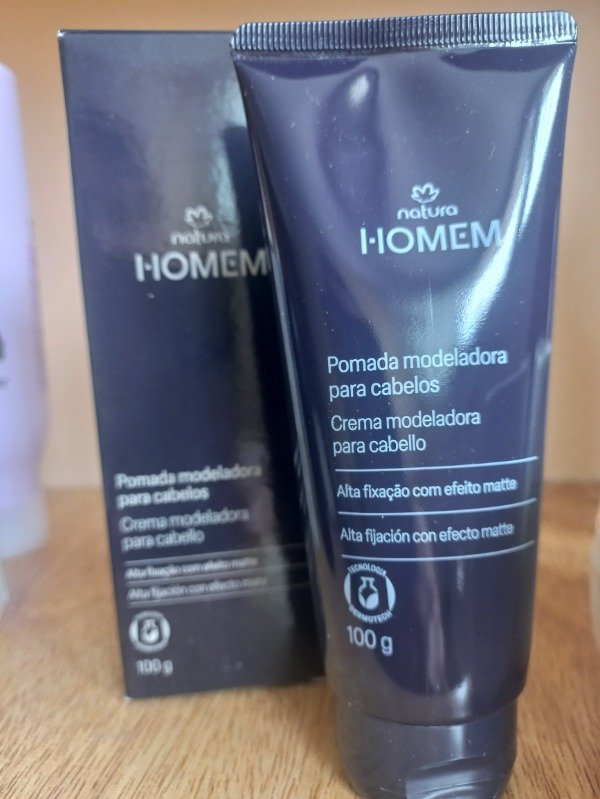 natura
HOMEM
Pomada modeladora
para cabelos
Crema modeladora
para cabello
Alta fixação com efeito matte
Alta fijación con efecto matte
100 g
natura
HOMEM
Pomada modeladora
para cabelos
Crema modeladora
para cabello
Alta fixação com efeito matte
Alta fijación con efecto matte
TECNOLOGIA
DERMOTECH
100 g